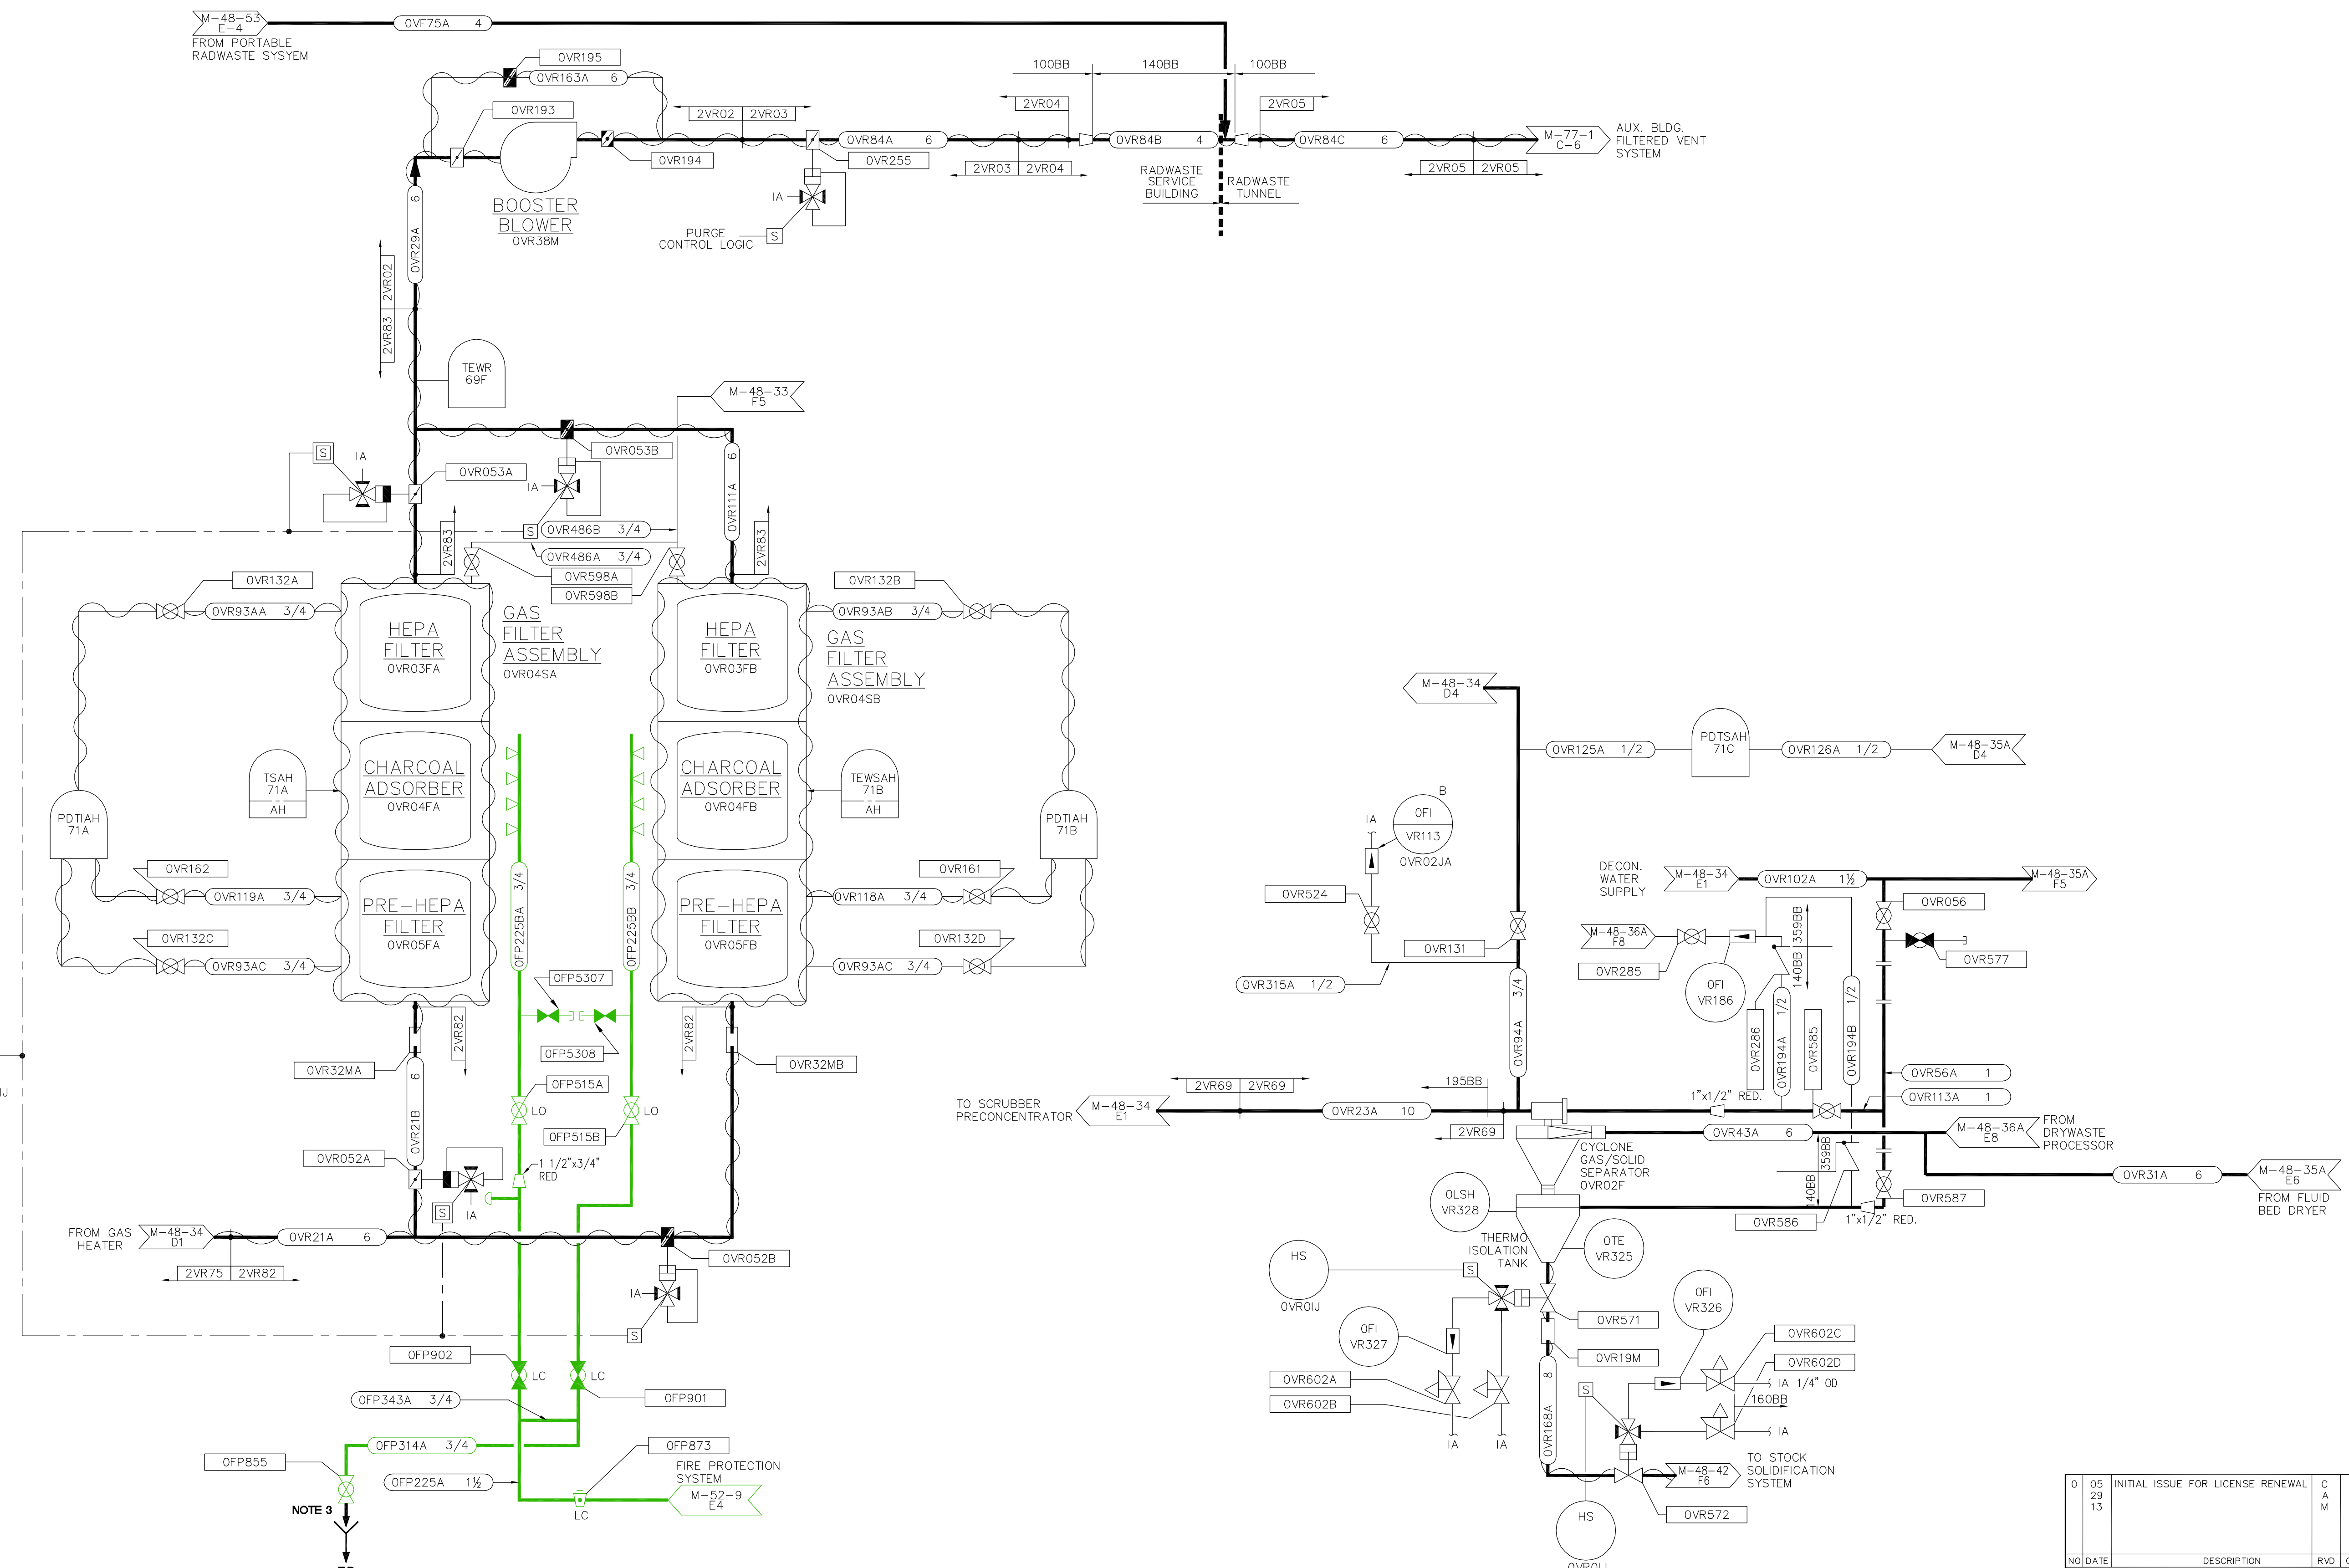 M-48-53
E-4
FROM PORTABLE
RADWASTE SYSYEM
0VF75A 4
0VR195
0VR163A 6
0VR193
0VR194
BOOSTER
BLOWER
0VR38M
2VR02 2VR03
0VR255
0VR84A 6
IA
PURGE
CONTROL LOGIC
S
100BB 140BB 100BB
2VR04
2VR05
2VR03 2VR04
0VR84B 4
0VR84C 6
2VR05 2VR05
M-77-1
C-6
AUX. BLDG.
FILTERED VENT
SYSTEM
RADWASTE
SERVICE
BUILDING
RADWASTE
TUNNEL
0VR29A 6
2VR83 2VR02
TEWR
69F
M-48-33
F5
0VR053B
0VR053A
S
IA
IA
S
0VR111A 6
0VR486B 3/4
0VR486A 3/4
2VR83
2VR83
0VR598A
0VR598B
0VR132A
0VR93AA 3/4
0VR132B
0VR93AB 3/4
HEPA
FILTER
0VR03FA
GAS
FILTER
ASSEMBLY
0VR04SA
HEPA
FILTER
0VR03FB
GAS
FILTER
ASSEMBLY
0VR04SB
TSAH
71A
AH
CHARCOAL
ADSORBER
0VR04FA
CHARCOAL
ADSORBER
0VR04FB
TEWSAH
71B
AH
PDTIAH
71A
PDTIAH
71B
0VR162
0VR119A 3/4
0VR161
0VR118A 3/4
PRE-HEPA
FILTER
0VR05FA
PRE-HEPA
FILTER
0VR05FB
0VR132C
0VR93AC 3/4
0VR132D
0VR93AC 3/4
0FP225BA 3/4
0FP225BB 3/4
0FP5307
0FP5308
2VR82
2VR82
0VR32MA
0VR32MB
IJ
0VR21B 6
0FP515A
LO
LO
0FP515B
0VR052A
IA
S
1 1/2"x3/4"
RED
FROM GAS
HEATER
M-48-34
D1
0VR21A 6
2VR75 2VR82
0VR052B
IA
S
0FP902
LC
LC
0FP901
0FP343A 3/4
0FP314A 3/4
0FP855
0FP225A 1½
0FP873
LC
FIRE PROTECTION
SYSTEM
M-52-9
E4
NOTE 3
M-48-34
D4
0VR125A 1/2
PDTSAH
71C
0VR126A 1/2
M-48-35A
D4
B
IA
0FI
VR113
0VR02JA
0VR524
0VR131
0VR315A 1/2
0VR94A 3/4
DECON.
WATER
SUPPLY
M-48-34
E1
0VR102A 1½
M-48-35A
F5
0VR056
0VR577
M-48-36A
F8
0VR285
0FI
VR186
140BB 359BB
0VR286
0VR194A 1/2
0VR585
0VR194B 1/2
0VR56A 1
0VR113A 1
1"x1/2" RED.
TO SCRUBBER
PRECONCENTRATOR
M-48-34
E1
2VR69 2VR69
0VR23A 10
195BB
2VR69
0VR43A 6
M-48-36A
E8
FROM
DRYWASTE
PROCESSOR
CYCLONE
GAS/SOLID
SEPARATOR
0VR02F
140BB 359BB
0VR31A 6
M-48-35A
E6
FROM FLUID
BED DRYER
0VR587
0VR586
1"x1/2" RED.
0LSH
VR328
THERMO
ISOLATION
TANK
0TE
VR325
HS
0VR01J
S
0FI
VR327
0VR571
0VR19M
0VR602A
0VR602B
IA
IA
0FI
VR326
0VR602C
0VR602D
IA 1/4" OD
160BB
IA
S
0VR168A 8
M-48-42
F6
TO STOCK
SOLIDIFICATION
SYSTEM
0VR572
HS
0 05 INITIAL ISSUE FOR LICENSE RENEWAL C
29 A
13 M
NO DATE DESCRIPTION RVD